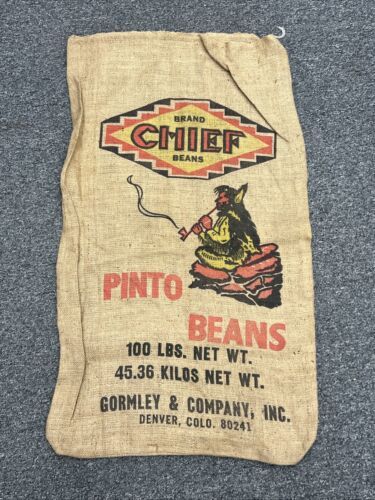 BRAND
CHIEF
BEANS
PINTO
BEANS
100 LBS. NET WT.
45.36 KILOS NET WT.
GORMLEY & COMPANY, INC.
DENVER, COLO. 80241